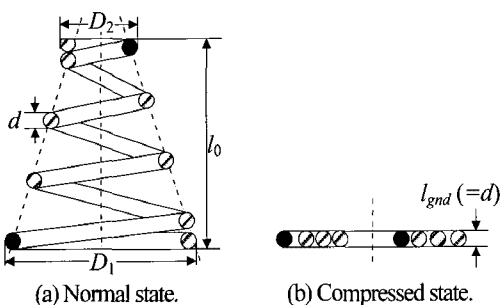 D2
d
l0
lgnd (=d)
D1
(a) Normal state.
(b) Compressed state.